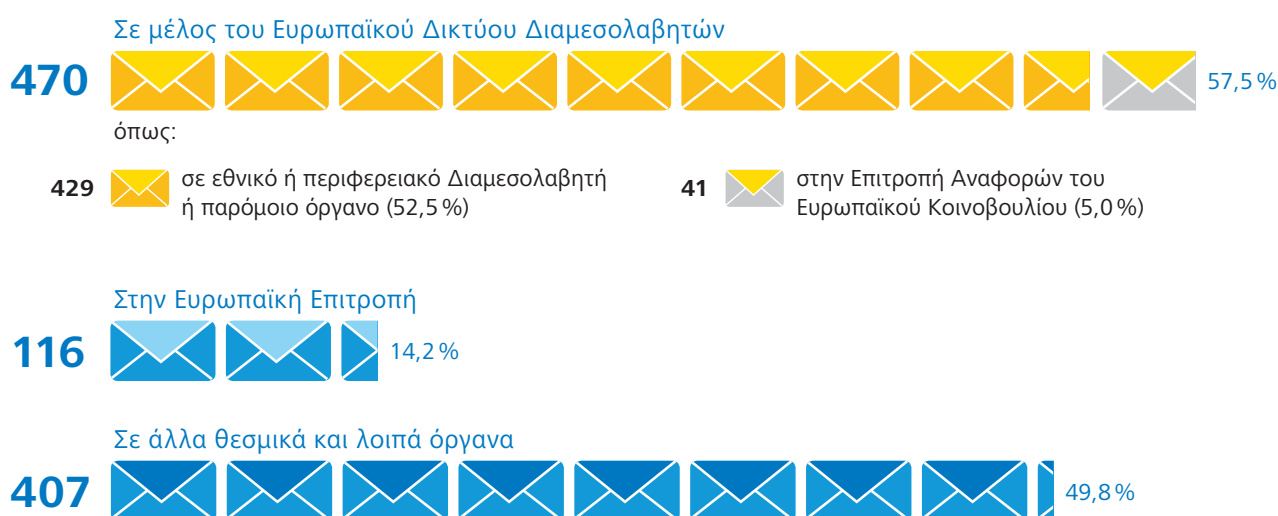 Σε μέλος του Ευρωπαϊκού Δικτύου Διαμεσολαβητών
470
57,5 %
όπως:
429
σε εθνικό ή περιφερειακό Διαμεσολαβητή
ή παρόμοιο όργανο (52,5 %)
41
στην Επιτροπή Αναφορών του
Ευρωπαϊκού Κοινοβουλίου (5,0 %)
Στην Ευρωπαϊκή Επιτροπή
116
14,2 %
Σε άλλα θεσμικά και λοιπά όργανα
407
49,8 %